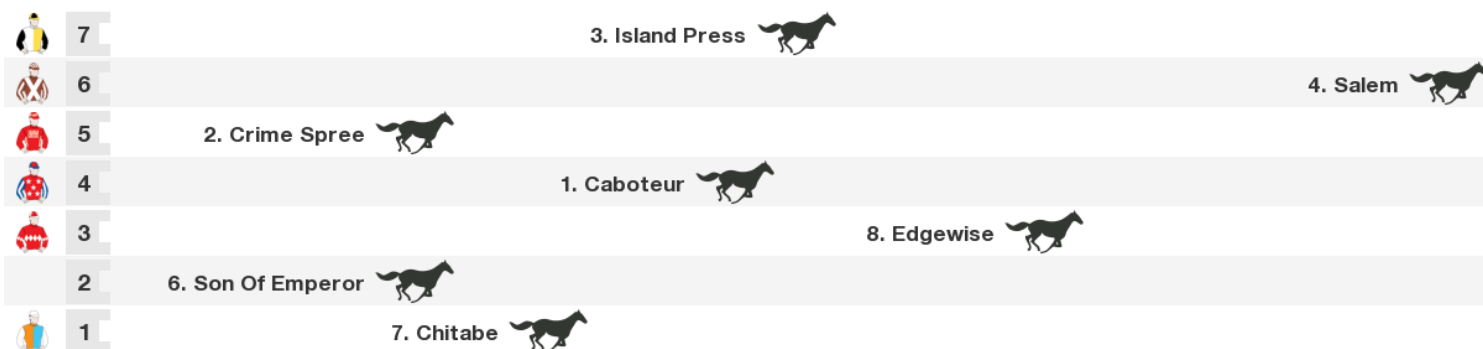 7 3. Island Press
6 4. Salem
5 2. Crime Spree
4 1. Caboteur
3 8. Edgewise
2 6. Son Of Emperor
1 7. Chitabe